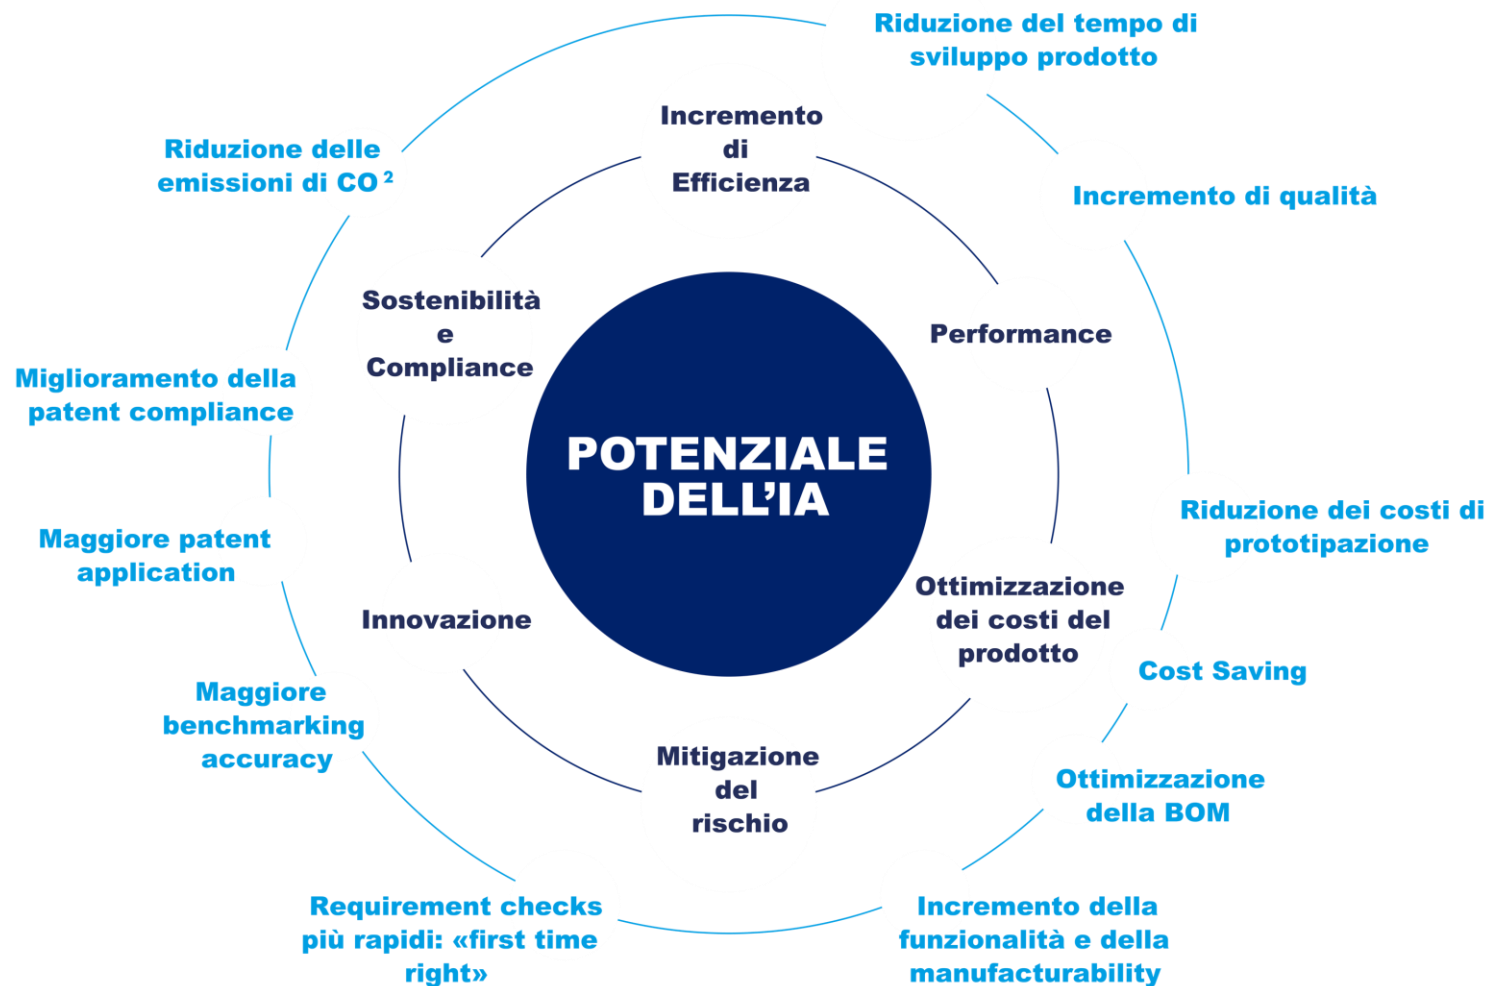 Riduzione del tempo di
sviluppo prodotto
Incremento
di
Efficienza
Riduzione delle
emissioni di CO²
Incremento di qualità
Sostenibilità
e
Compliance
Performance
Miglioramento della
patent compliance
POTENZIALE
DELL’IA
Riduzione dei costi di
prototipazione
Maggiore patent
application
Ottimizzazione
dei costi del
prodotto
Innovazione
Cost Saving
Maggiore
benchmarking
accuracy
Mitigazione
del
rischio
Ottimizzazione
della BOM
Requirement checks
più rapidi: «first time
right»
Incremento della
funzionalità e della
manufacturability